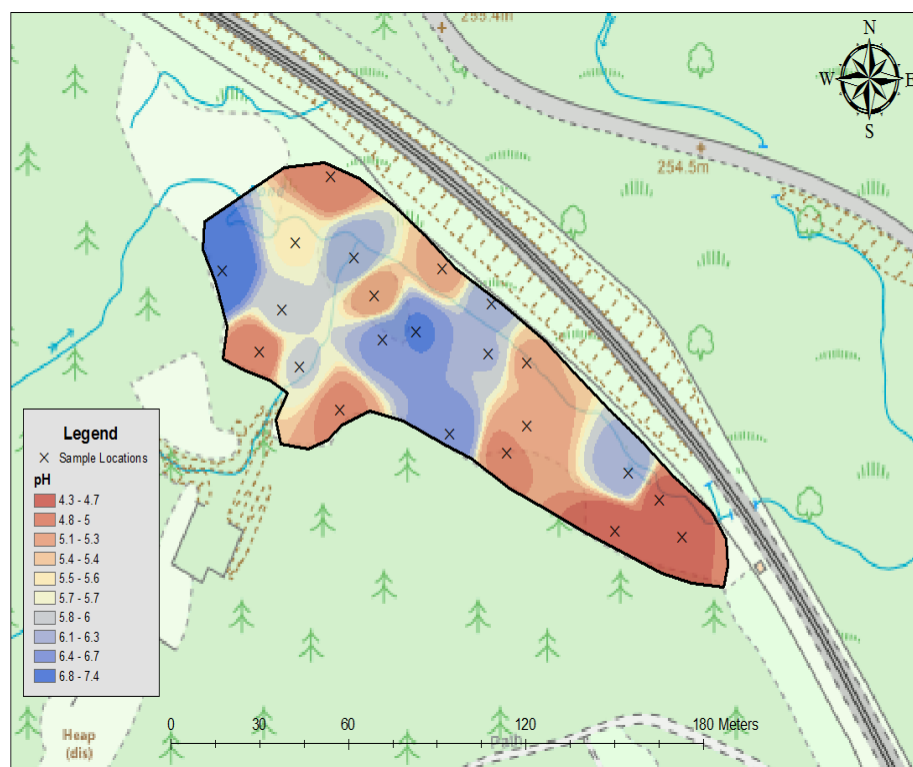 255.4m
N
W
E
S
254.5m
Legend
Sample Locations
pH
4.3 - 4.7
4.8 - 5
5.1 - 5.3
5.4 - 5.4
5.5 - 5.6
5.7 - 5.7
5.8 - 6
6.1 - 6.3
6.4 - 6.7
6.8 - 7.4
0
30
60
120
180 Meters
Path
Heap
(dis)